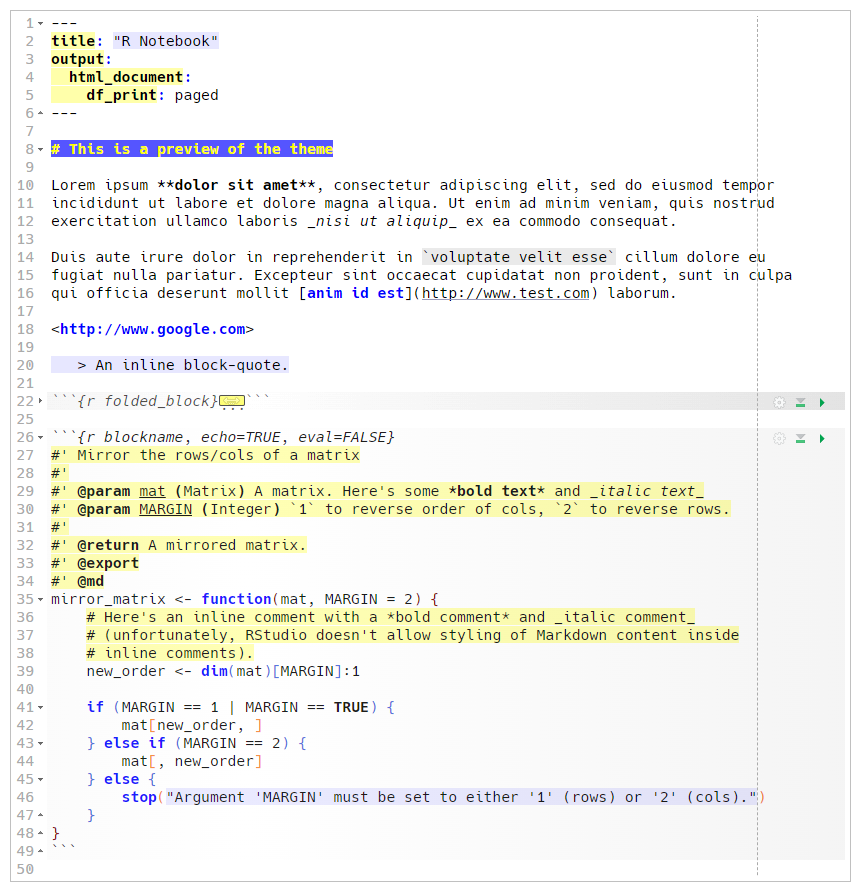 1 ---
2 title: "R Notebook"
3 output:
4   html_document:
5     df_print: paged
6 ---
7
8 # This is a preview of the theme
9
10 Lorem ipsum **dolor sit amet**, consectetur adipiscing elit, sed do eiusmod tempor
11 incididunt ut labore et dolore magna aliqua. Ut enim ad minim veniam, quis nostrud
12 exercitation ullamco laboris _nisi ut aliquip_ ex ea commodo consequat.
13
14 Duis aute irure dolor in reprehenderit in `voluptate velit esse` cillum dolore eu
15 fugiat nulla pariatur. Excepteur sint occaecat cupidatat non proident, sunt in culpa
16 qui officia deserunt mollit [anim id est](http://www.test.com) laborum.
17
18 <http://www.google.com>
19
20    > An inline block-quote.
21
22 ```{r folded_block}...```
25
26 ```{r blockname, echo=TRUE, eval=FALSE}
27 #' Mirror the rows/cols of a matrix
28 #'
29 #' @param mat (Matrix) A matrix. Here's some *bold text* and _italic text_
30 #' @param MARGIN (Integer) `1` to reverse order of cols, `2` to reverse rows.
31 #'
32 #' @return A mirrored matrix.
33 #' @export
34 #' @md
35 mirror_matrix <- function(mat, MARGIN = 2) {
36     # Here's an inline comment with a *bold comment* and _italic comment_
37     # (unfortunately, RStudio doesn't allow styling of Markdown content inside
38     # inline comments).
39     new_order <- dim(mat)[MARGIN]:1
40
41     if (MARGIN == 1 | MARGIN == TRUE) {
42         mat[new_order, ]
43     } else if (MARGIN == 2) {
44         mat[, new_order]
45     } else {
46         stop("Argument 'MARGIN' must be set to either '1' (rows) or '2' (cols).")
47     }
48 }
49 ```
50